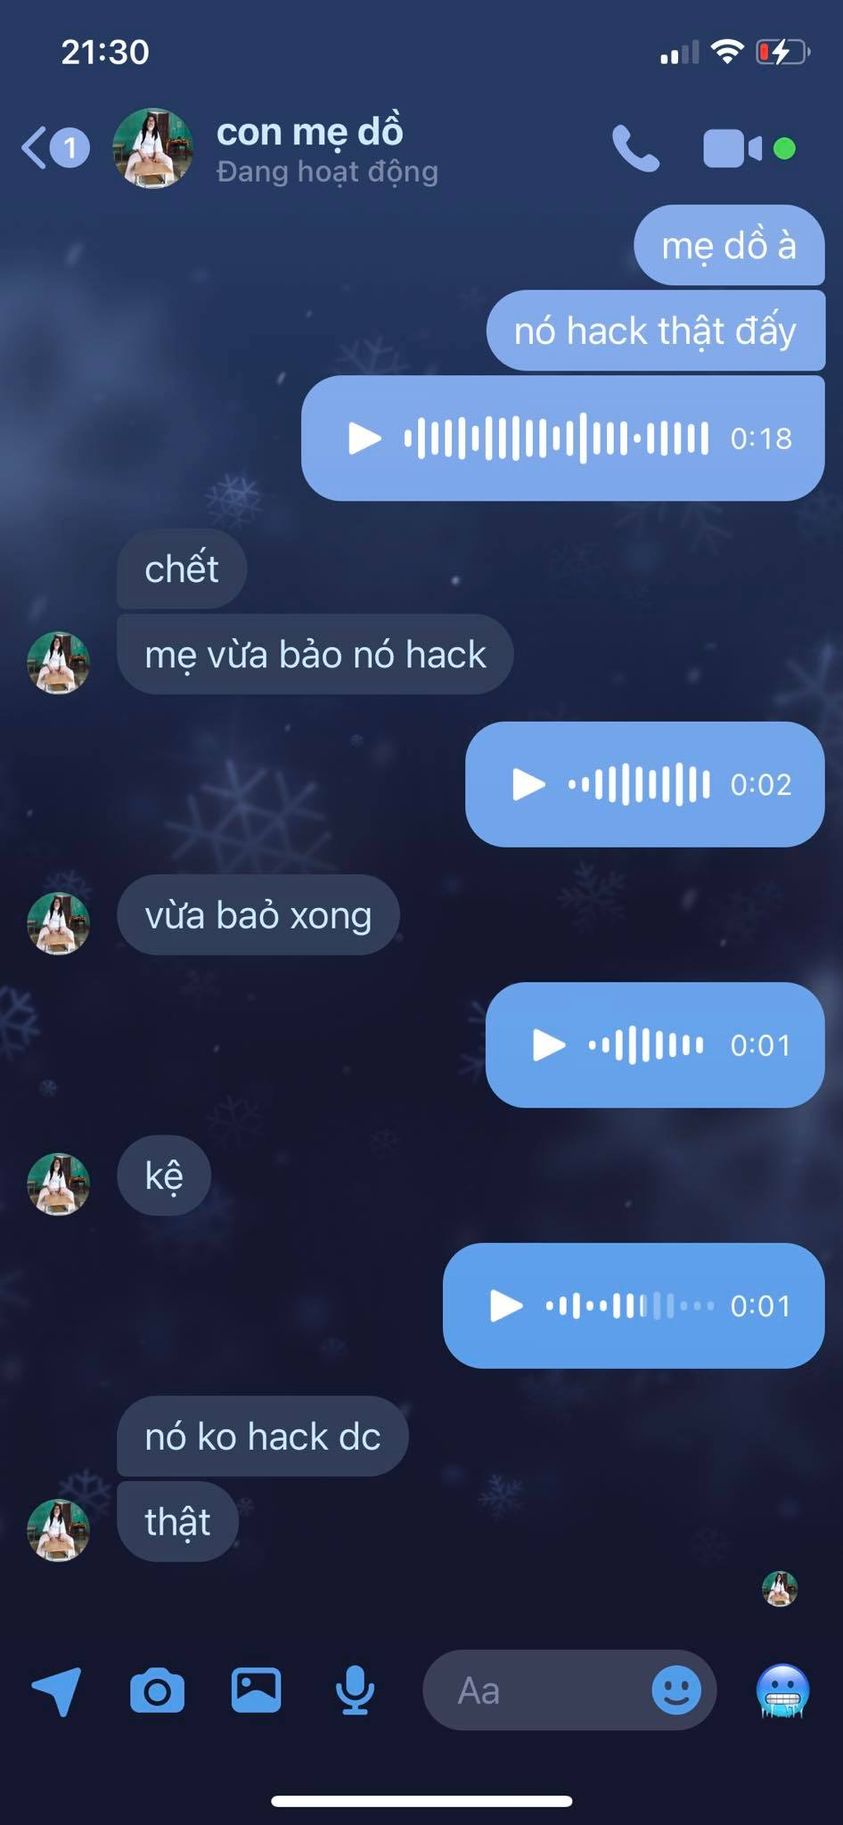 21:30
1
con mẹ dồ
Đang hoạt động
mẹ dồ à
nó hack thật đấy
0:18
chết
mẹ vừa bảo nó hack
0:02
vừa baỏ xong
0:01
kệ
0:01
nó ko hack dc
thật
Aa